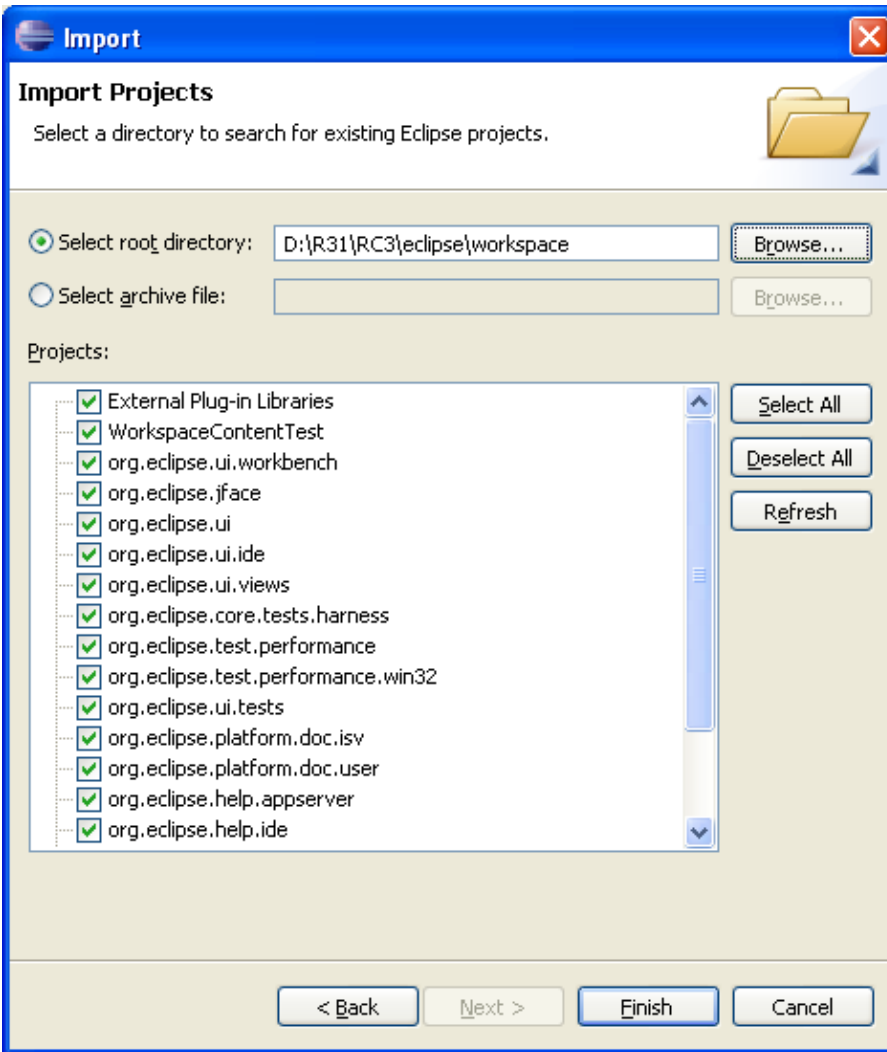 Import
Import Projects
Select a directory to search for existing Eclipse projects.
Select root directory: D:\R31\RC3\eclipse\workspace Browse...
Select archive file: Browse...
Projects:
External Plug-in Libraries Select All
WorkspaceContentTest
org.eclipse.ui.workbench Deselect All
org.eclipse.jface
org.eclipse.ui Refresh
org.eclipse.ui.ide
org.eclipse.ui.views
org.eclipse.core.tests.harness
org.eclipse.test.performance
org.eclipse.test.performance.win32
org.eclipse.ui.tests
org.eclipse.platform.doc.isv
org.eclipse.platform.doc.user
org.eclipse.help.appserver
org.eclipse.help.ide
< Back Next > Finish Cancel